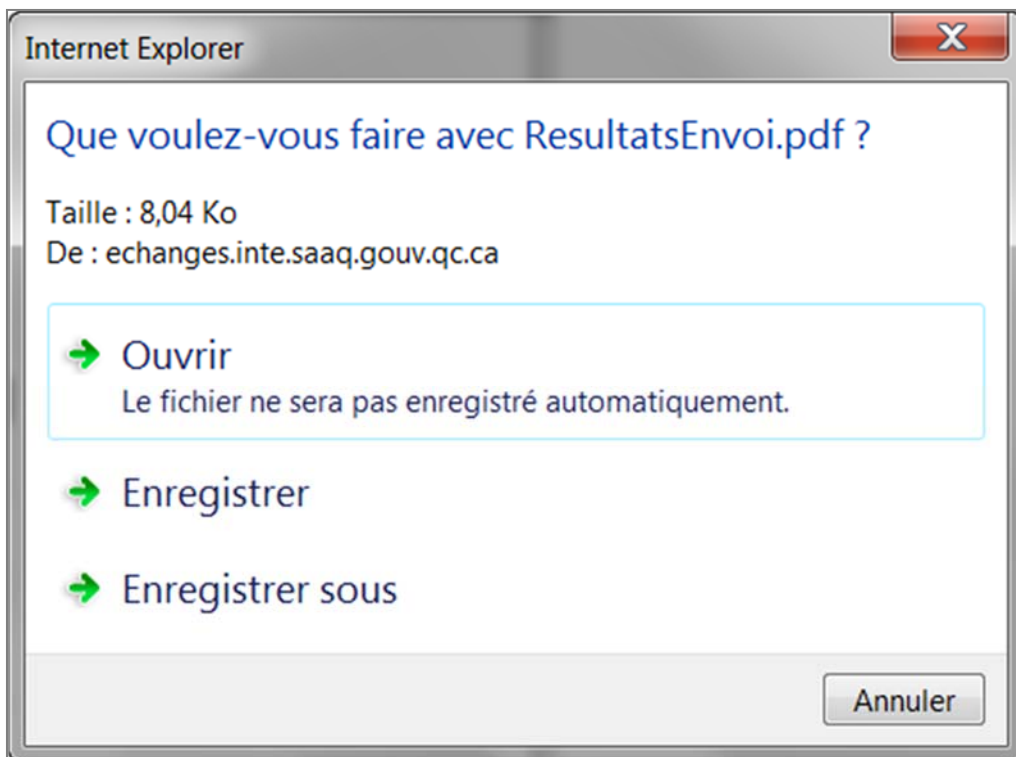 Internet Explorer
Que voulez-vous faire avec ResultatsEnvoi.pdf ?
Taille : 8,04 Ko
De : echanges.inte.saaq.gouv.qc.ca
Ouvrir
Le fichier ne sera pas enregistré automatiquement.
Enregistrer
Enregistrer sous
Annuler